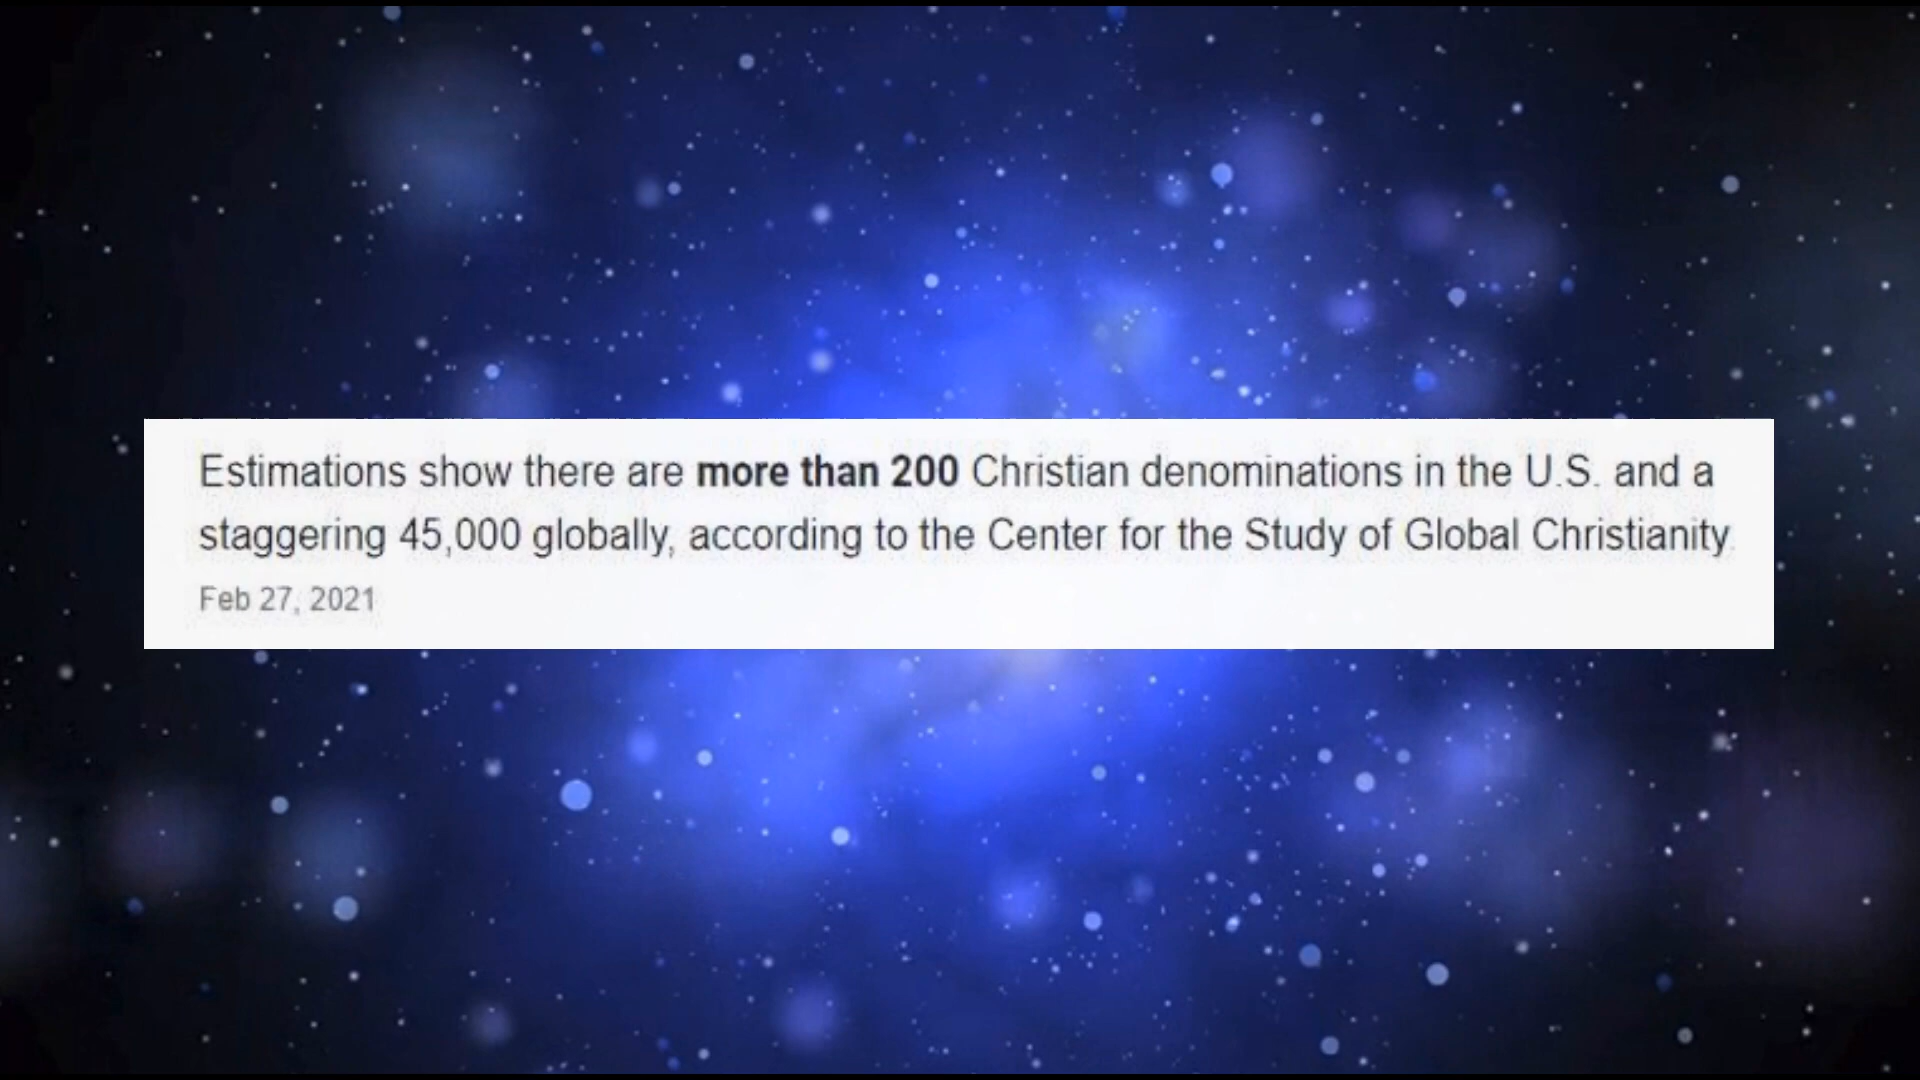 Estimations show there are more than 200 Christian denominations in the U.S. and a
staggering 45,000 globally, according to the Center for the Study of Global Christianity
Feb 27, 2021